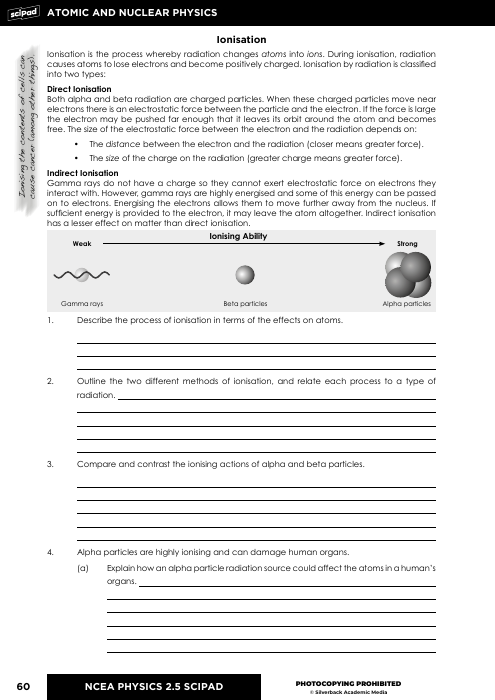 scipad ATOMIC AND NUCLEAR PHYSICS
Ionisation
Ionising the contents of cells can
cause cancer (among other things).
Ionisation is the process whereby radiation changes atoms into ions. During ionisation, radiation
causes atoms to lose electrons and become positively charged. Ionisation by radiation is classified
into two types:
Direct Ionisation
Both alpha and beta radiation are charged particles. When these charged particles move near
electrons there is an electrostatic force between the particle and the electron. If the force is large
the electron may be pushed far enough that it leaves its orbit around the atom and becomes
free. The size of the electrostatic force between the electron and the radiation depends on:
• The distance between the electron and the radiation (closer means greater force).
• The size of the charge on the radiation (greater charge means greater force).
Indirect Ionisation
Gamma rays do not have a charge so they cannot exert electrostatic force on electrons they
interact with. However, gamma rays are highly energised and some of this energy can be passed
on to electrons. Energising the electrons allows them to move further away from the nucleus. If
sufficient energy is provided to the electron, it may leave the atom altogether. Indirect ionisation
has a lesser effect on matter than direct ionisation.
Ionising Ability
Weak Strong
Gamma rays Beta particles Alpha particles
1. Describe the process of ionisation in terms of the effects on atoms.
2. Outline the two different methods of ionisation, and relate each process to a type of
radiation.
3. Compare and contrast the ionising actions of alpha and beta particles.
4. Alpha particles are highly ionising and can damage human organs.
(a) Explain how an alpha particle radiation source could affect the atoms in a human's
organs.
60 NCEA PHYSICS 2.5 SCIPAD PHOTOCOPYING PROHIBITED
© Silverback Academic Media